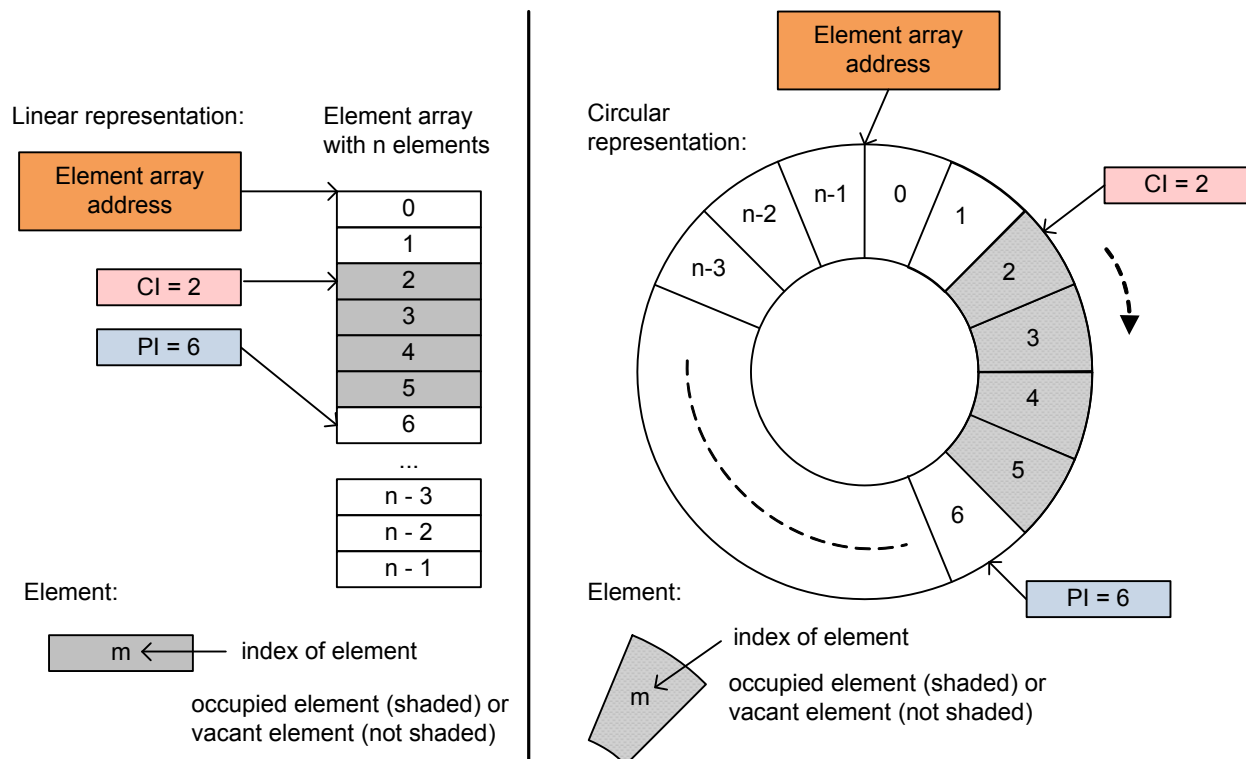 Linear representation:
Element array
with n elements
Element array
address
CI = 2
PI = 6
0
1
2
3
4
5
6
...
n - 3
n - 2
n - 1
Element:
m
index of element
occupied element (shaded) or
vacant element (not shaded)
Element array
address
Circular
representation:
CI = 2
n-3
n-2
n-1
0
1
2
3
4
5
6
PI = 6
Element:
m
index of element
occupied element (shaded) or
vacant element (not shaded)